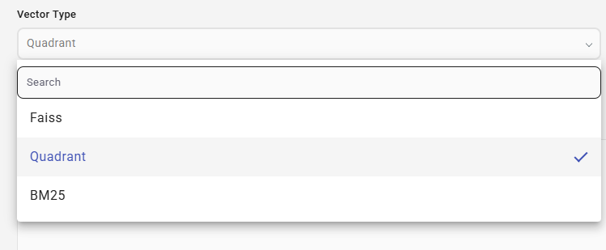 Vector Type
Quadrant
Search
Faiss
Quadrant
BM25